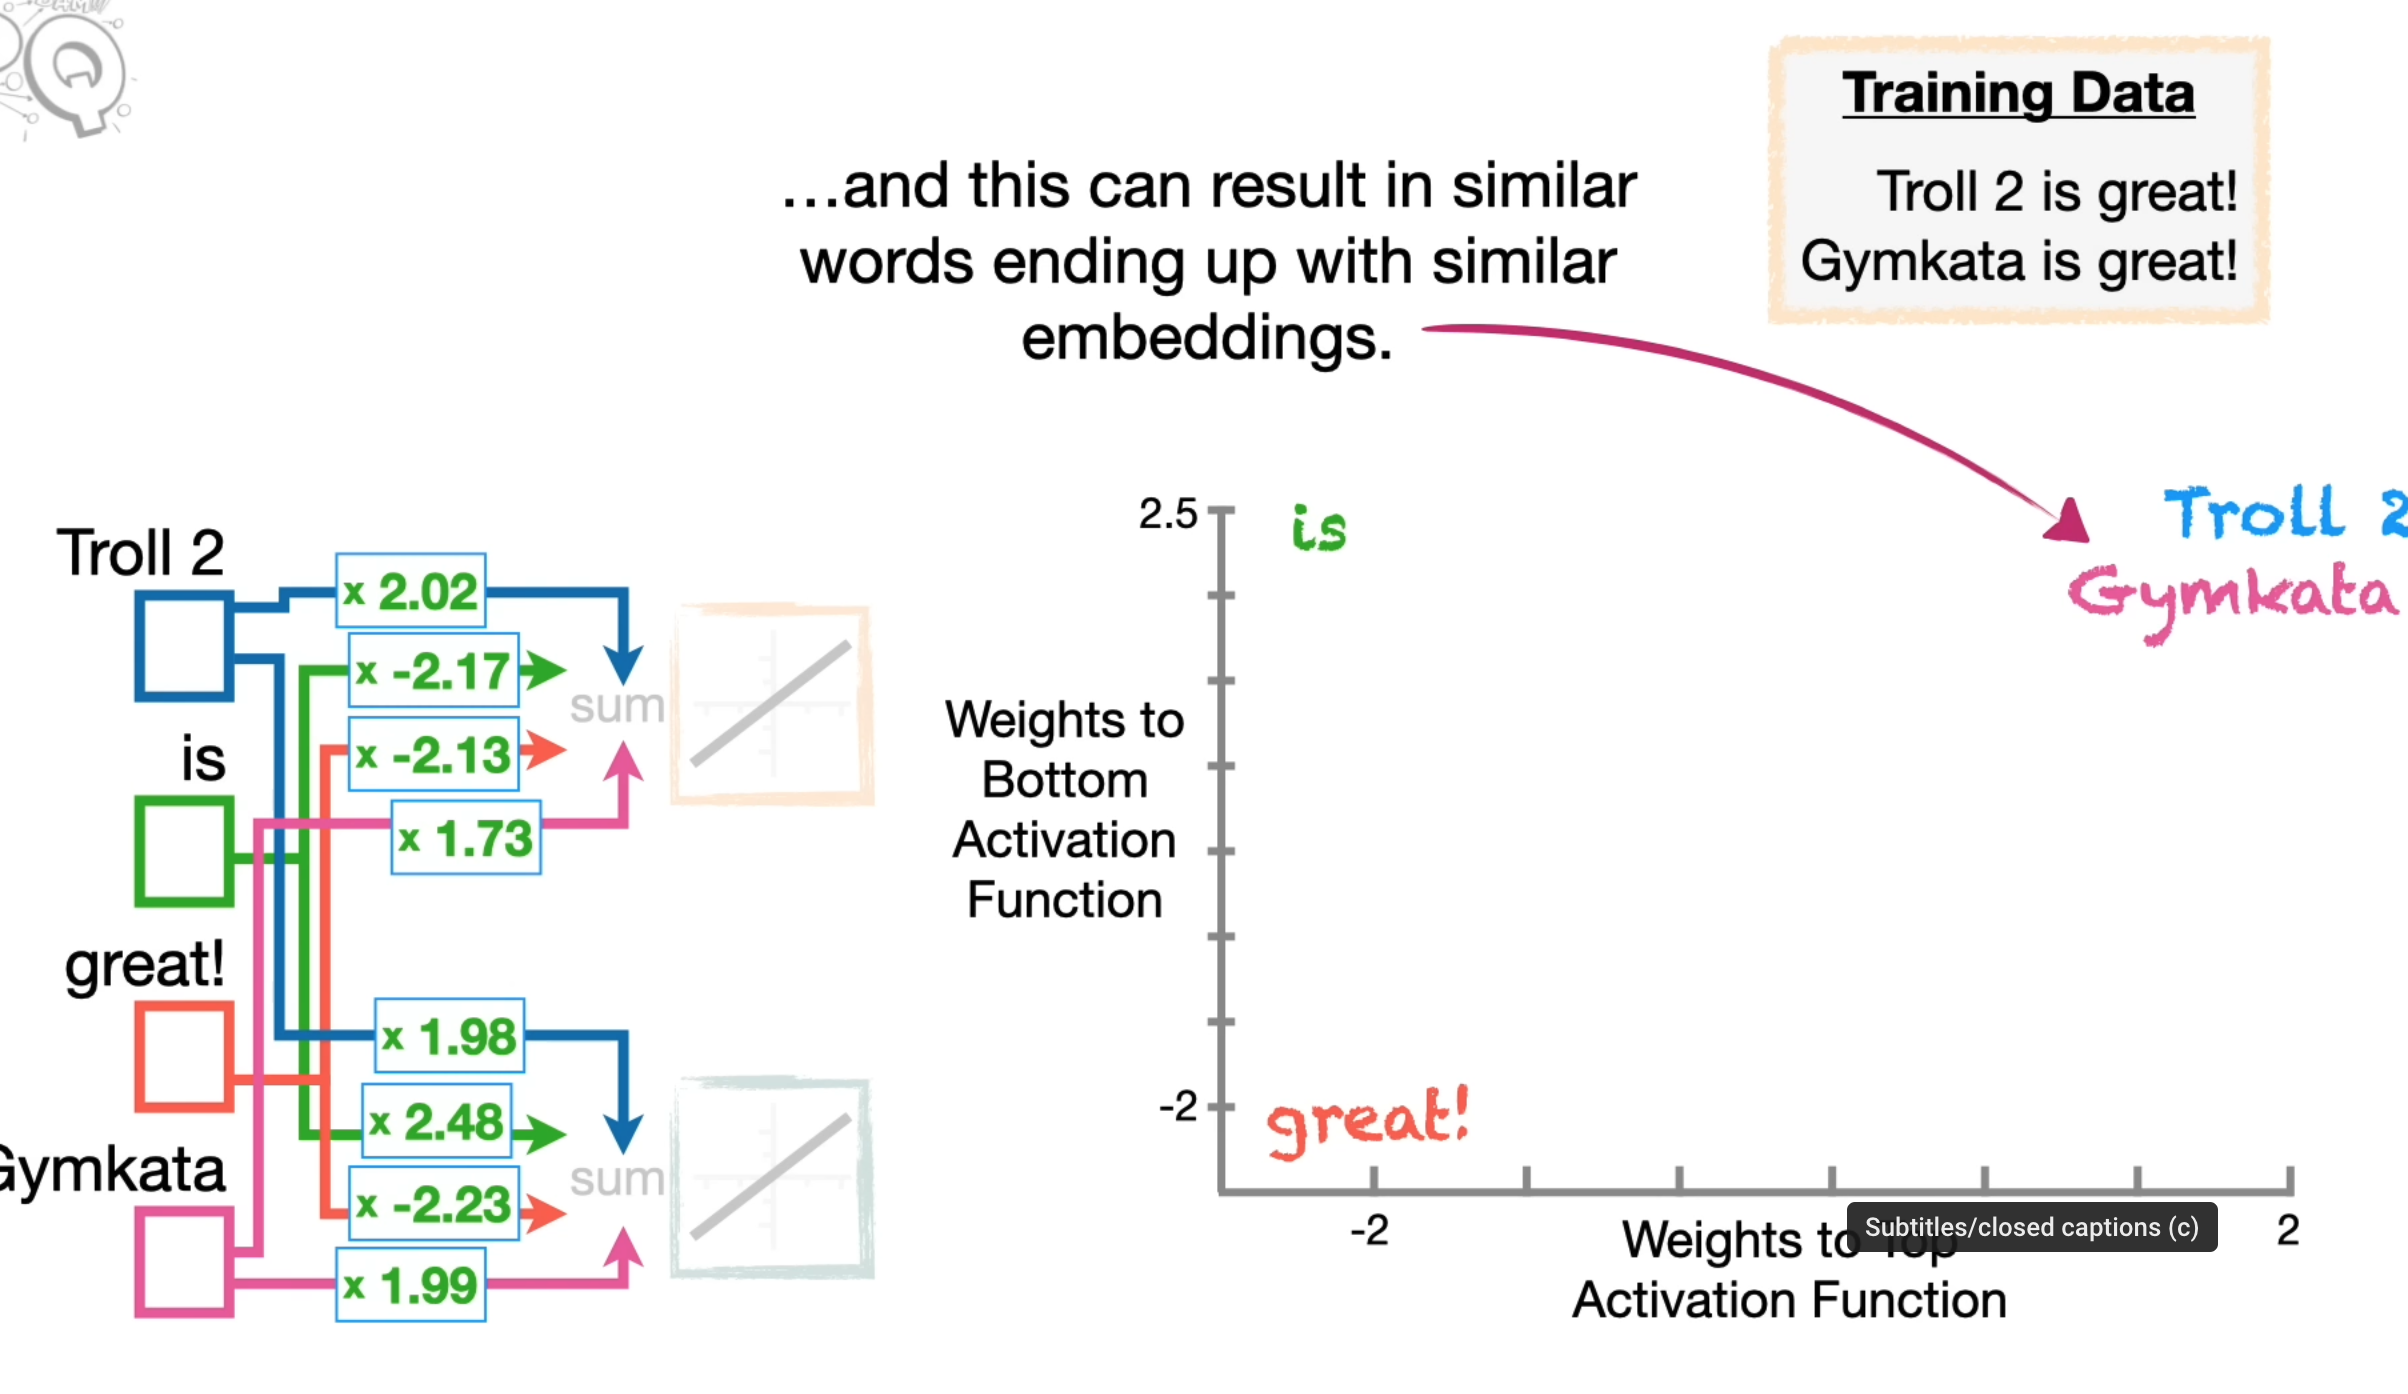 Training Data
Troll 2 is great!
Gymkata is great!
...and this can result in similar
words ending up with similar
embeddings.
Troll 2
x 2.02
x -2.17
sum
x -2.13
is
x 1.73
great!
x 1.98
x 2.48
sum
Gymkata
x -2.23
x 1.99
2.5
is
Troll 2
Gymkata
Weights to
Bottom
Activation
Function
-2
great!
-2
Weights to Top
Activation Function
2
Subtitles/closed captions (c)